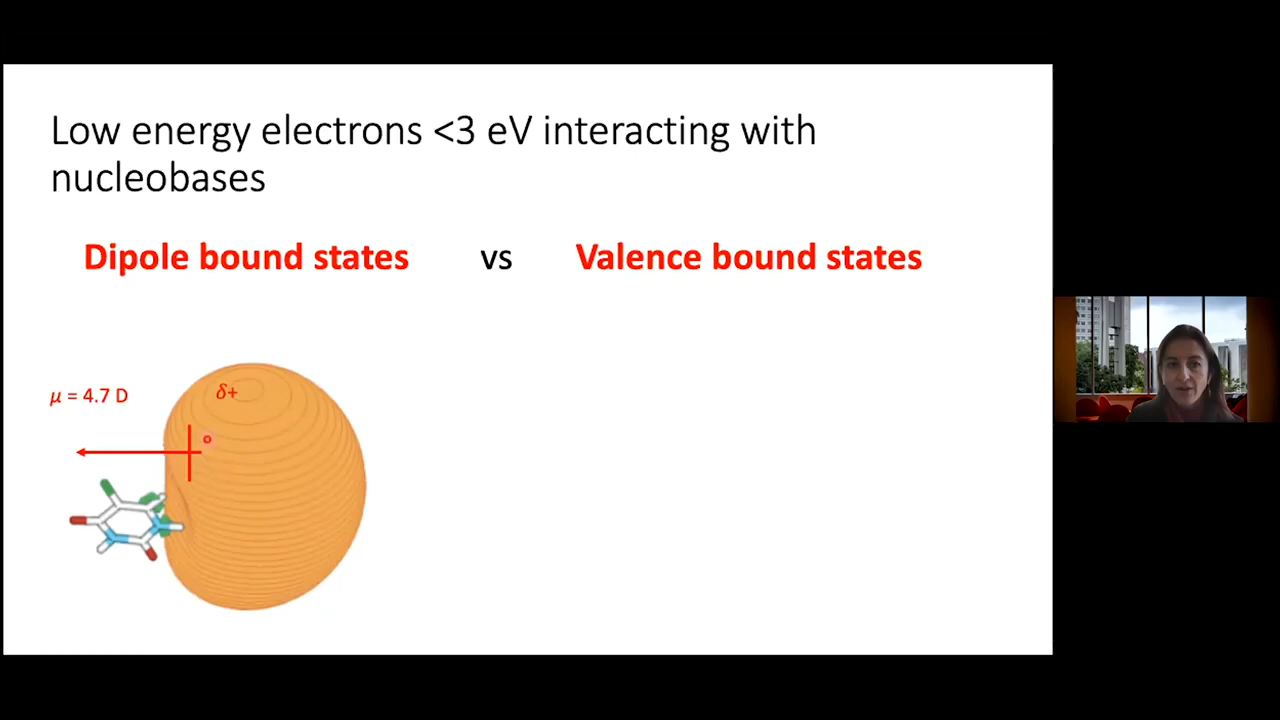 Low energy electrons <3 eV interacting with
nucleobases
Dipole bound states vs Valence bound states
μ = 4.7 D
δ+